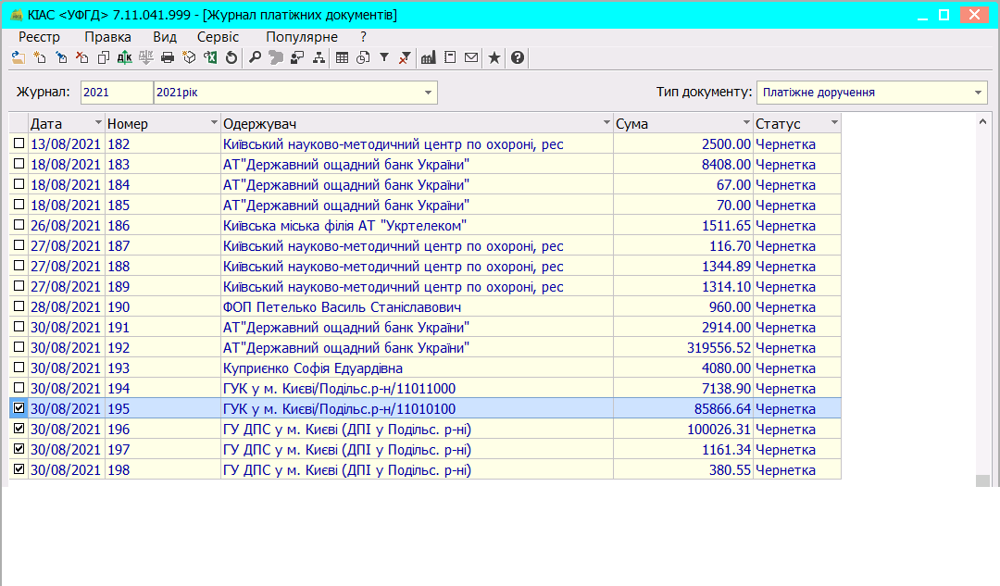 КІАС <УФГД> 7.11.041.999 - [Журнал платіжних документів]
Реєстр Правка Вид Сервіс Популярне ?
Журнал: 2021 2021рік Тип документу: Платіжне доручення
Дата Номер Одержувач Сума Статус
13/08/2021 182 Київський науково-методичний центр по охороні, рес 2500.00 Чернетка
18/08/2021 183 АТ"Державний ощадний банк України" 8408.00 Чернетка
18/08/2021 184 АТ"Державний ощадний банк України" 67.00 Чернетка
18/08/2021 185 АТ"Державний ощадний банк України" 70.00 Чернетка
26/08/2021 186 Київська міська філія АТ "Укртелеком" 1511.65 Чернетка
27/08/2021 187 Київський науково-методичний центр по охороні, рес 116.70 Чернетка
27/08/2021 188 Київський науково-методичний центр по охороні, рес 1344.89 Чернетка
27/08/2021 189 Київський науково-методичний центр по охороні, рес 1314.10 Чернетка
28/08/2021 190 ФОП Петелько Василь Станіславович 960.00 Чернетка
30/08/2021 191 АТ"Державний ощадний банк України" 2914.00 Чернетка
30/08/2021 192 АТ"Державний ощадний банк України" 319556.52 Чернетка
30/08/2021 193 Куприєнко Софія Едуардівна 4080.00 Чернетка
30/08/2021 194 ГУК у м. Києві/Подільс.р-н/11011000 7138.90 Чернетка
30/08/2021 195 ГУК у м. Києві/Подільс.р-н/11010100 85866.64 Чернетка
30/08/2021 196 ГУ ДПС у м. Києві (ДПІ у Подільс. р-ні) 100026.31 Чернетка
30/08/2021 197 ГУ ДПС у м. Києві (ДПІ у Подільс. р-ні) 1161.34 Чернетка
30/08/2021 198 ГУ ДПС у м. Києві (ДПІ у Подільс. р-ні) 380.55 Чернетка